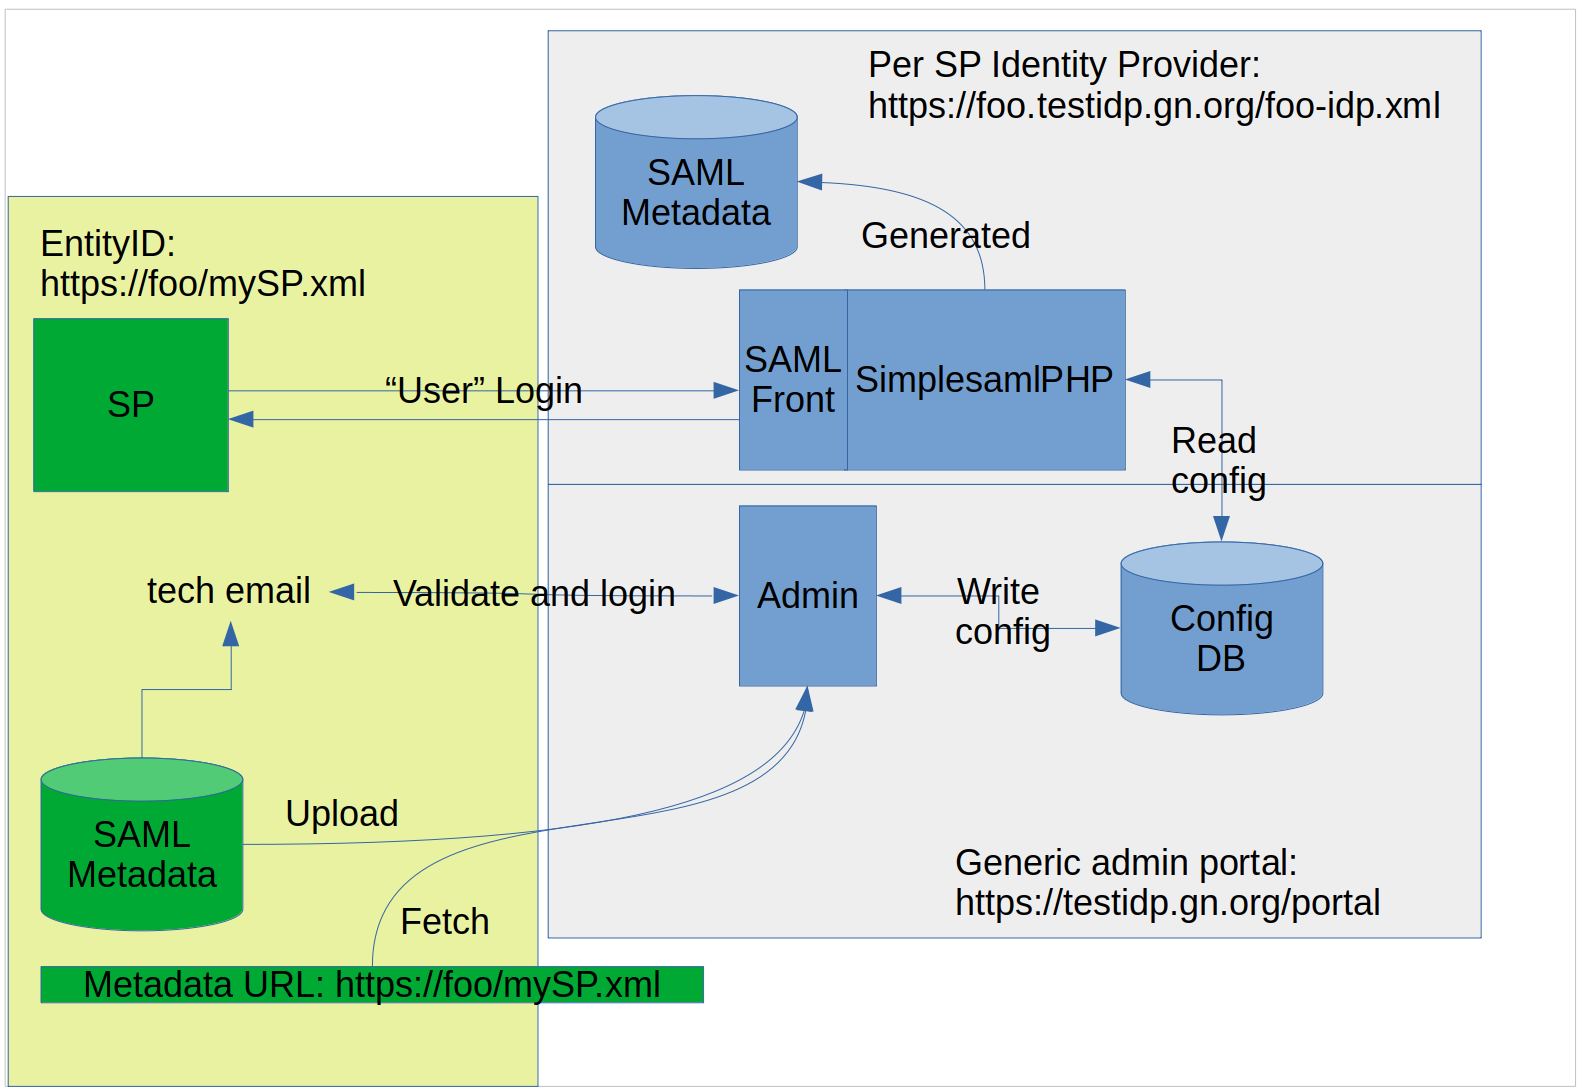 Per SP Identity Provider:
https://foo.testidp.gn.org/foo-idp.xml
SAML
Metadata
Generated
EntityID:
https://foo/mySP.xml
SP
“User” Login
SAML
Front
SimplesamlPHP
Read
config
tech email
Validate and login
Admin
Write
config
Config
DB
Upload
SAML
Metadata
Fetch
Generic admin portal:
https://testidp.gn.org/portal
Metadata URL: https://foo/mySP.xml